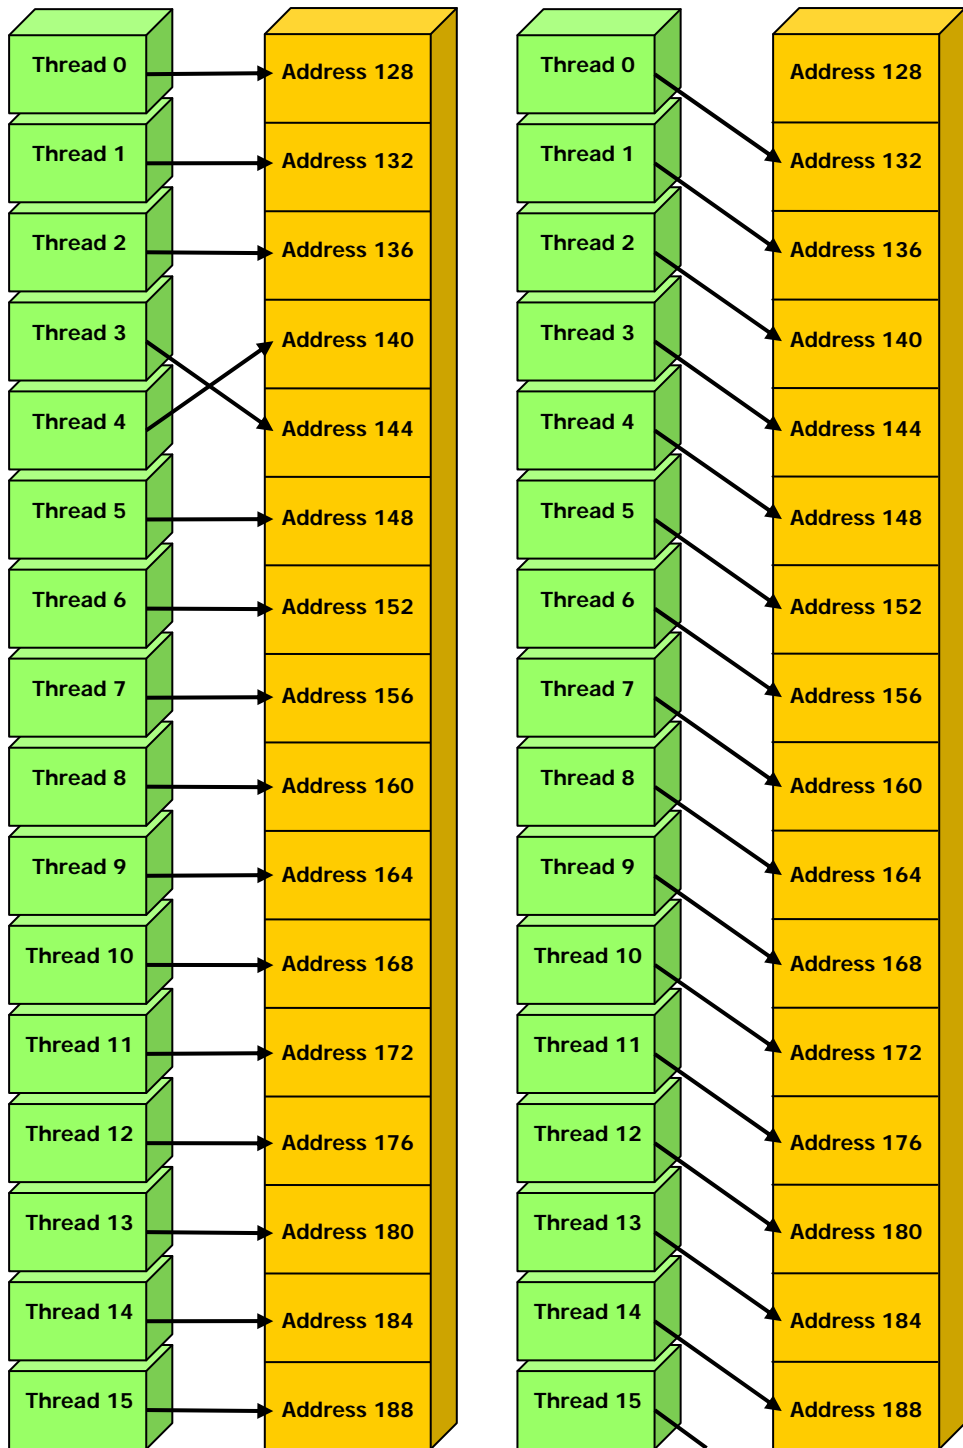 Thread 0
Address 128
Thread 1
Address 132
Thread 2
Address 136
Thread 3
Address 140
Thread 4
Address 144
Thread 5
Address 148
Thread 6
Address 152
Thread 7
Address 156
Thread 8
Address 160
Thread 9
Address 164
Thread 10
Address 168
Thread 11
Address 172
Thread 12
Address 176
Thread 13
Address 180
Thread 14
Address 184
Thread 15
Address 188
Thread 0
Address 128
Thread 1
Address 132
Thread 2
Address 136
Thread 3
Address 140
Thread 4
Address 144
Thread 5
Address 148
Thread 6
Address 152
Thread 7
Address 156
Thread 8
Address 160
Thread 9
Address 164
Thread 10
Address 168
Thread 11
Address 172
Thread 12
Address 176
Thread 13
Address 180
Thread 14
Address 184
Thread 15
Address 188